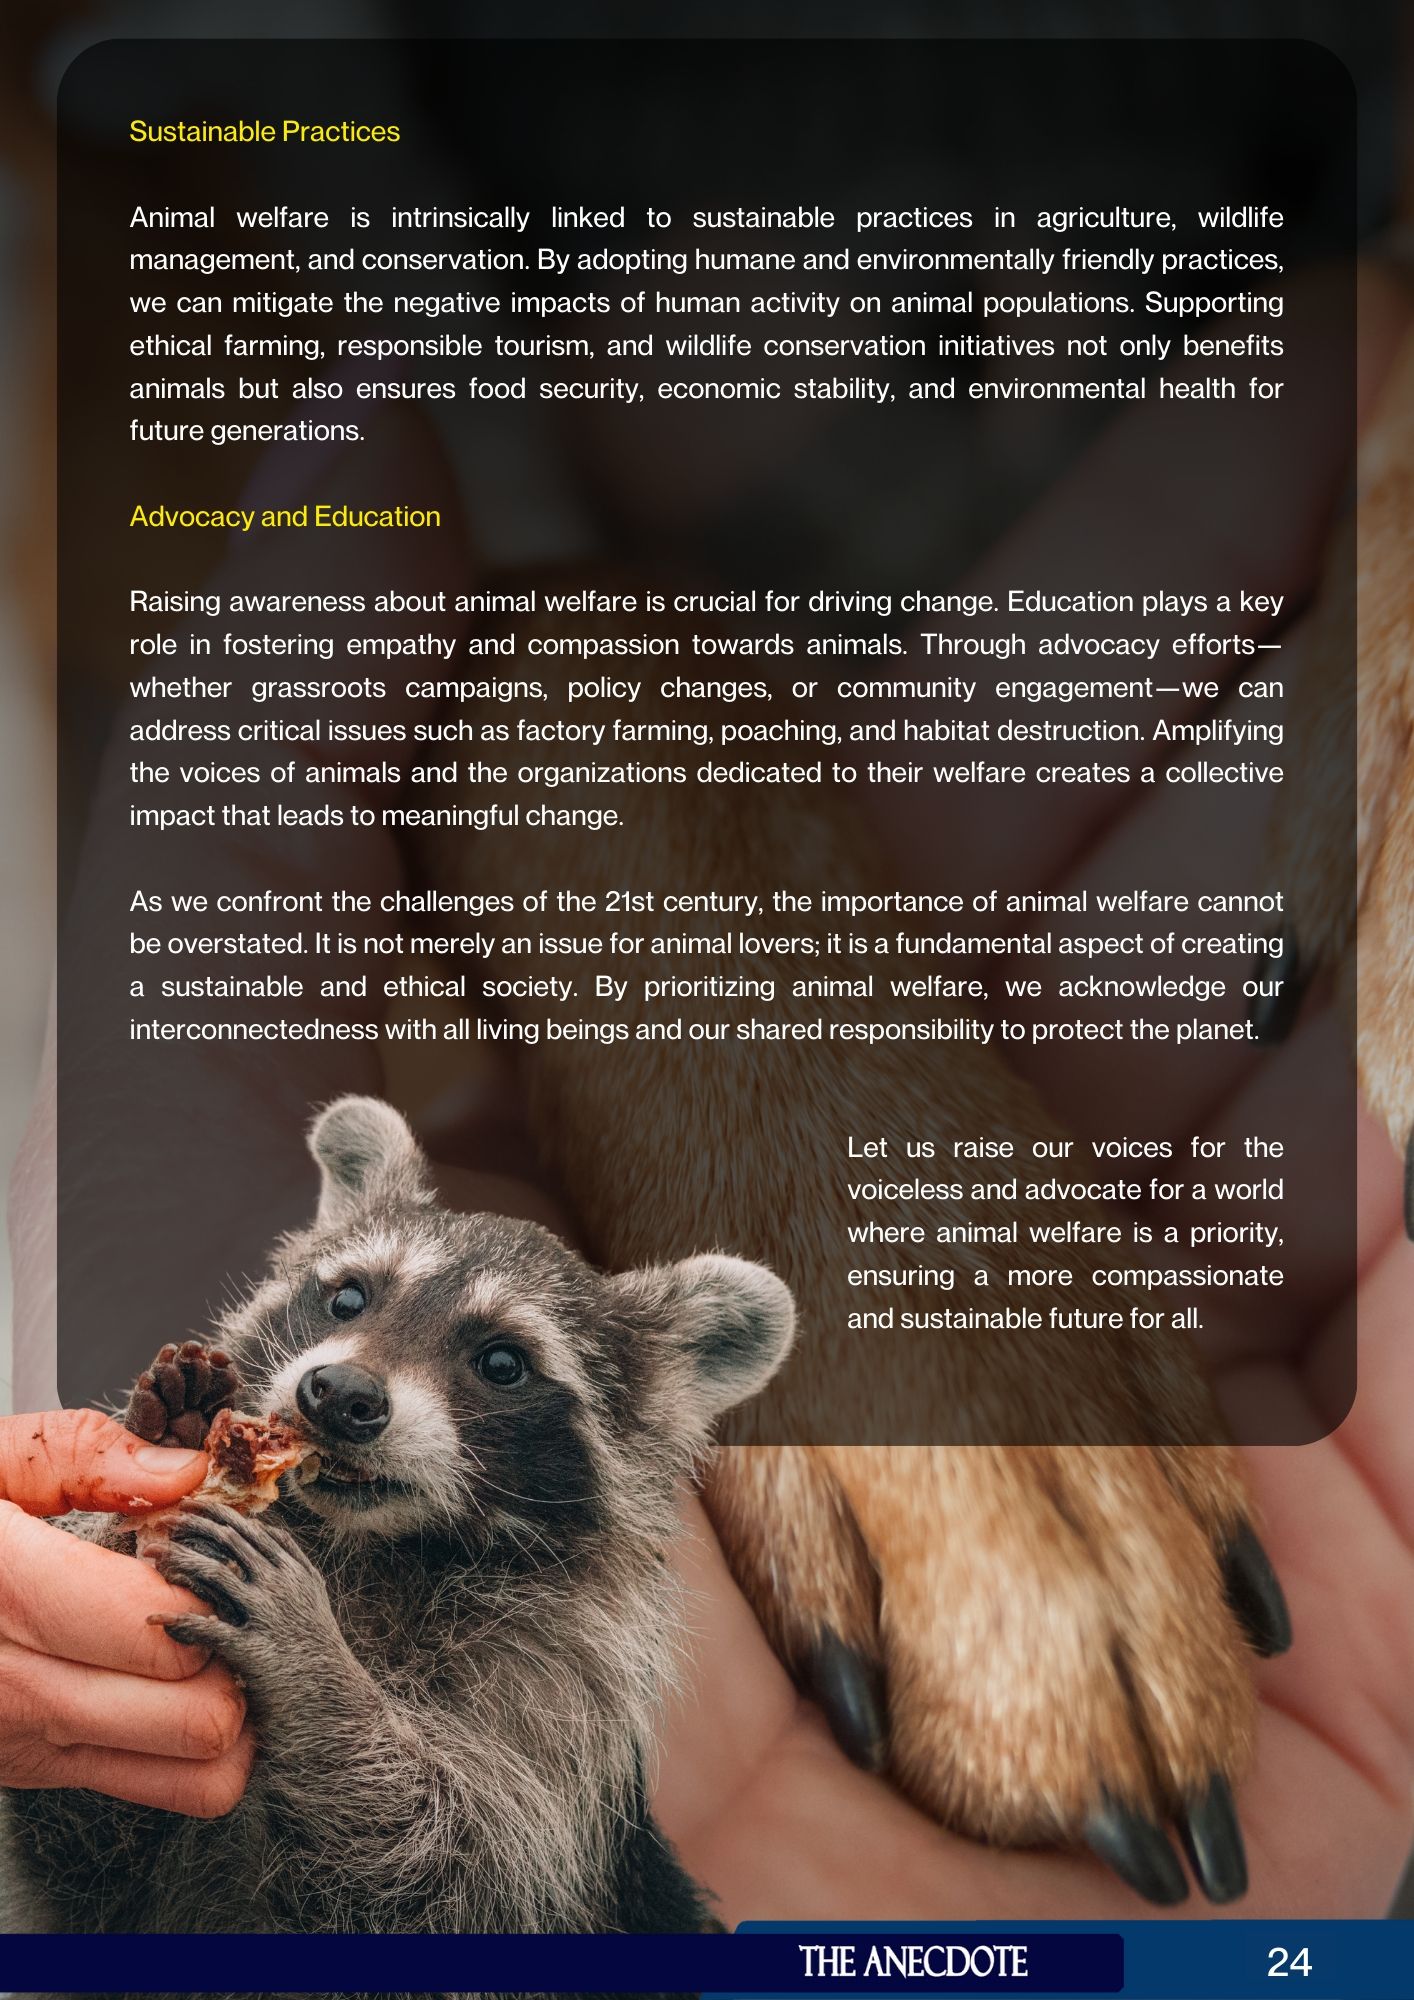 Sustainable Practices
Animal welfare is intrinsically linked to sustainable practices in agriculture, wildlife
management, and conservation. By adopting humane and environmentally friendly practices,
we can mitigate the negative impacts of human activity on animal populations. Supporting
ethical farming, responsible tourism, and wildlife conservation initiatives not only benefits
animals but also ensures food security, economic stability, and environmental health for
future generations.
Advocacy and Education
Raising awareness about animal welfare is crucial for driving change. Education plays a key
role in fostering empathy and compassion towards animals. Through advocacy efforts—
whether grassroots campaigns, policy changes, or community engagement—we can
address critical issues such as factory farming, poaching, and habitat destruction. Amplifying
the voices of animals and the organizations dedicated to their welfare creates a collective
impact that leads to meaningful change.
As we confront the challenges of the 21st century, the importance of animal welfare cannot
be overstated. It is not merely an issue for animal lovers; it is a fundamental aspect of creating
a sustainable and ethical society. By prioritizing animal welfare, we acknowledge our
interconnectedness with all living beings and our shared responsibility to protect the planet.
Let us raise our voices for the
voiceless and advocate for a world
where animal welfare is a priority,
ensuring a more compassionate
and sustainable future for all.
THE ANECDOTE
24